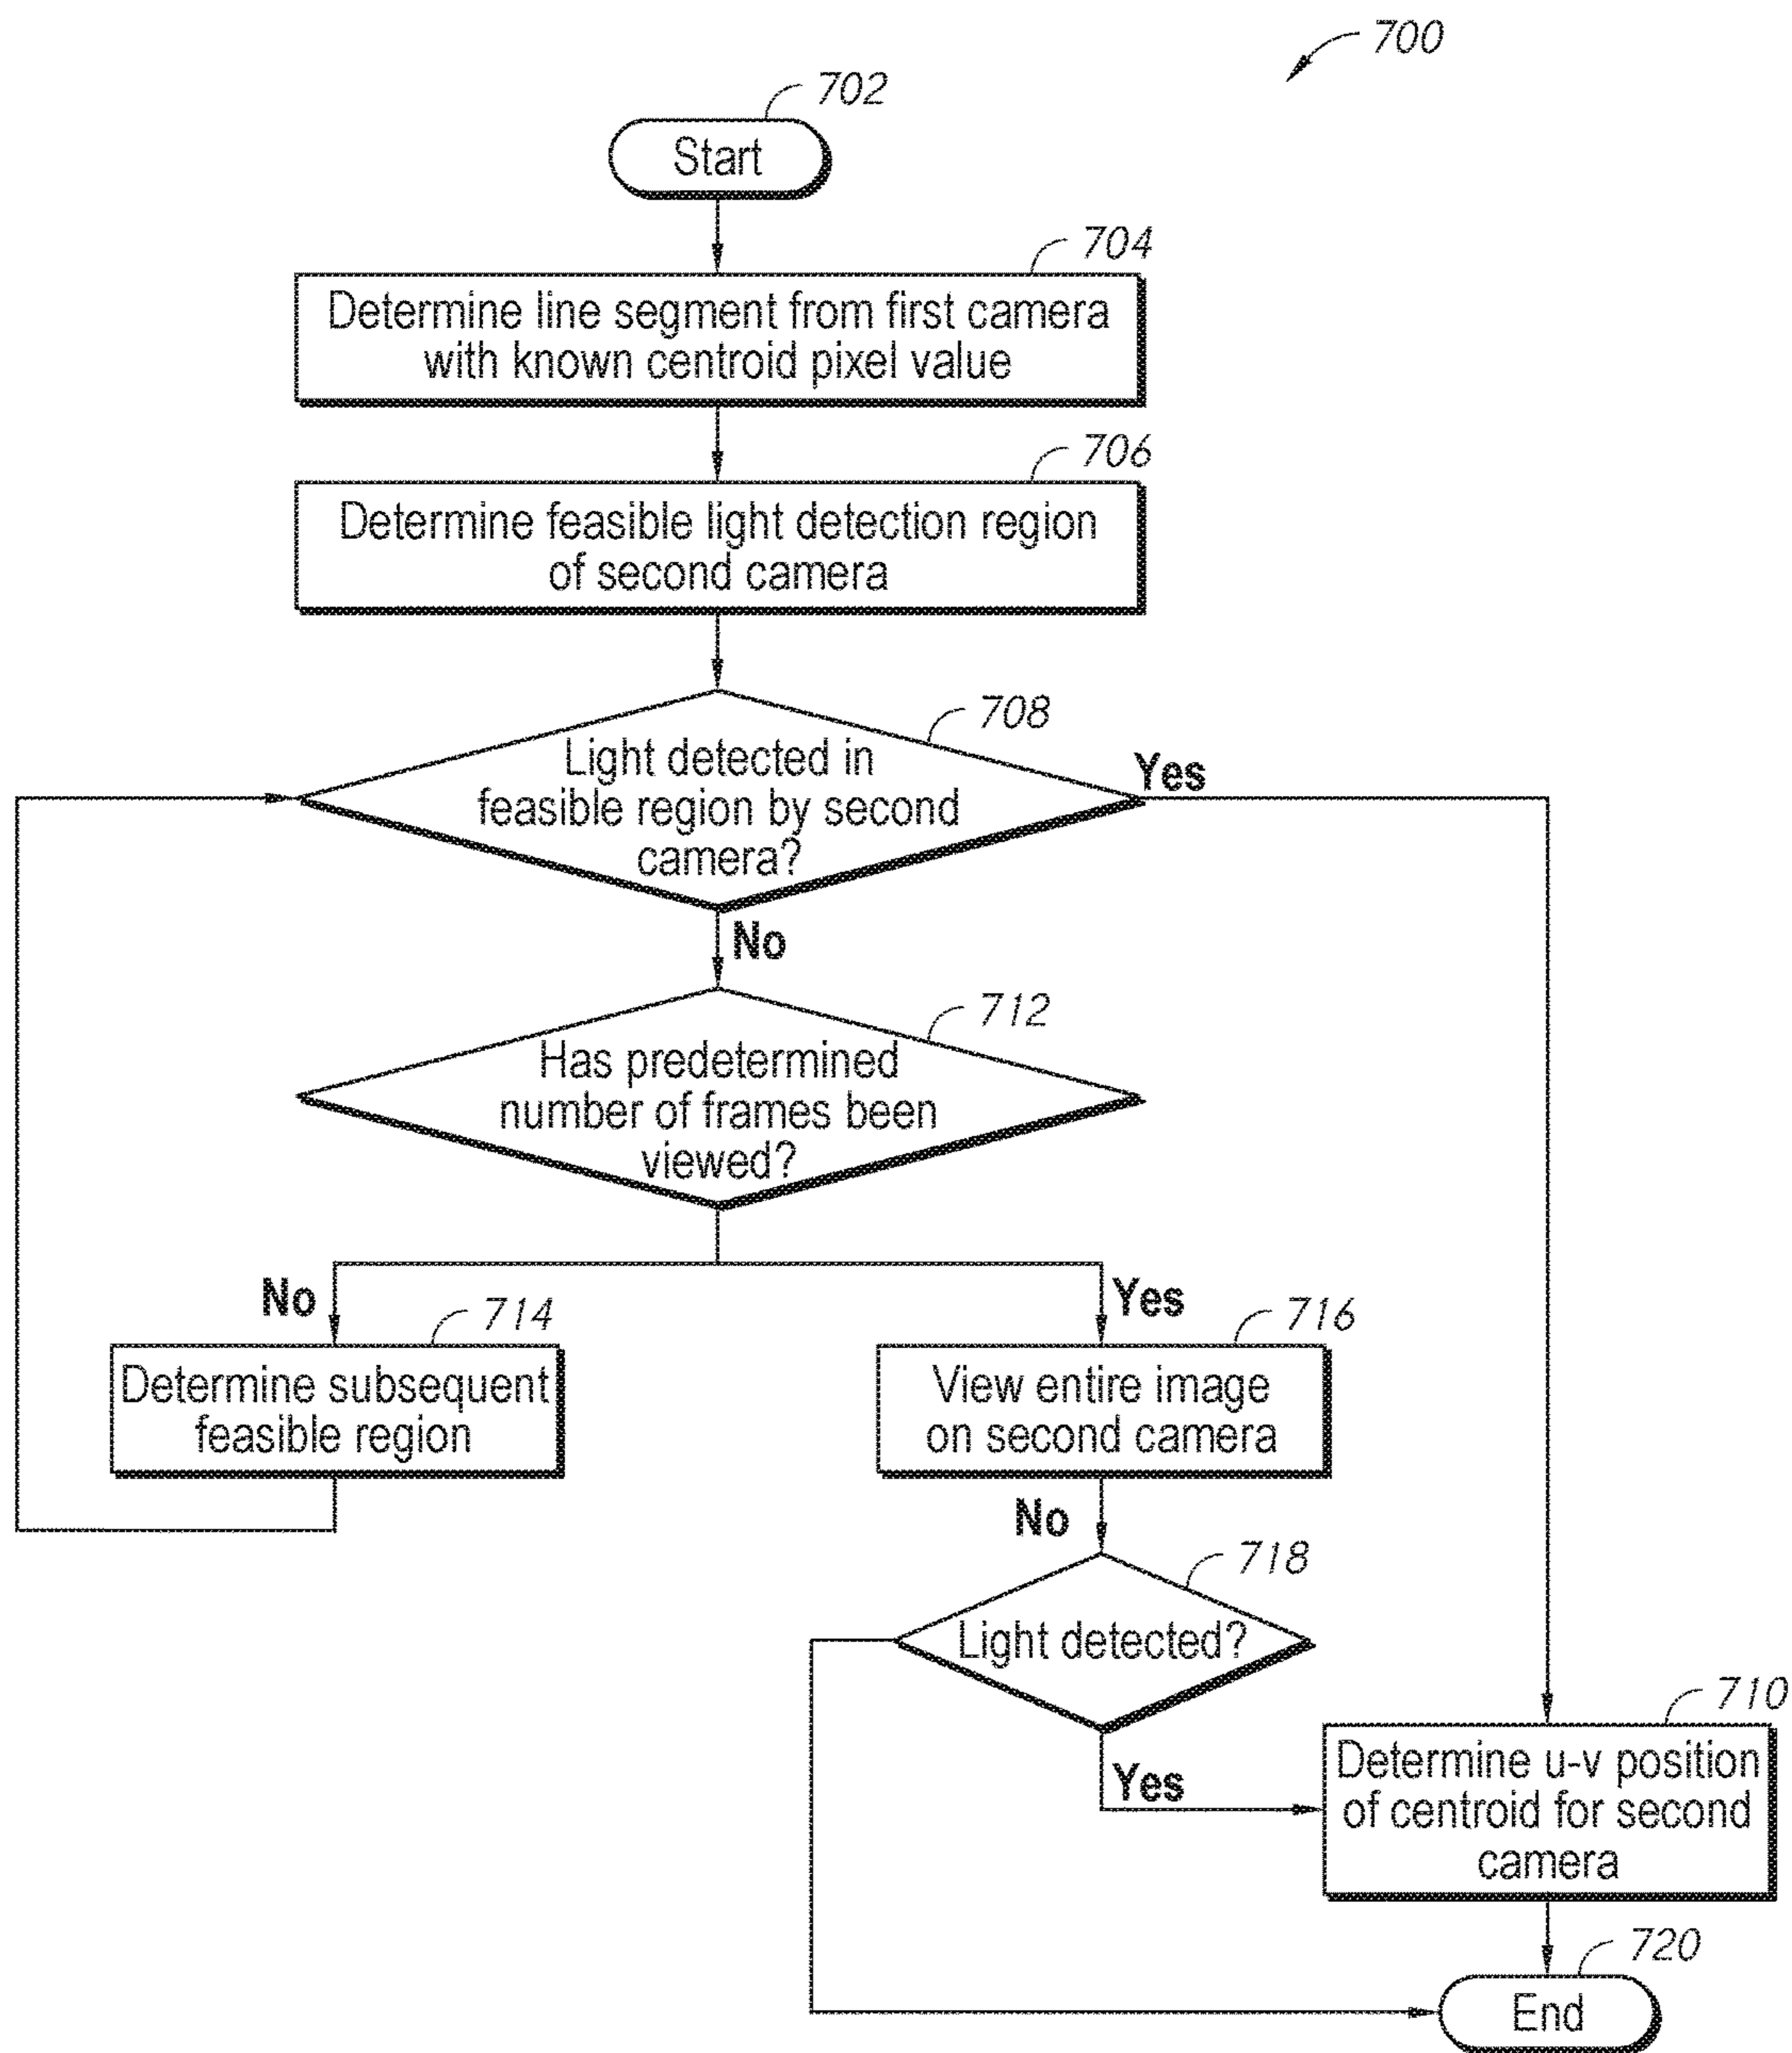 700
702
Start
704
Determine line segment from first camera
with known centroid pixel value
706
Determine feasible light detection region
of second camera
708
Light detected in
feasible region by second
camera?
Yes
No
712
Has predetermined
number of frames been
viewed?
No
Yes
714
Determine subsequent
feasible region
716
View entire image
on second camera
No
718
Light detected?
Yes
710
Determine u-v position
of centroid for second
camera
720
End